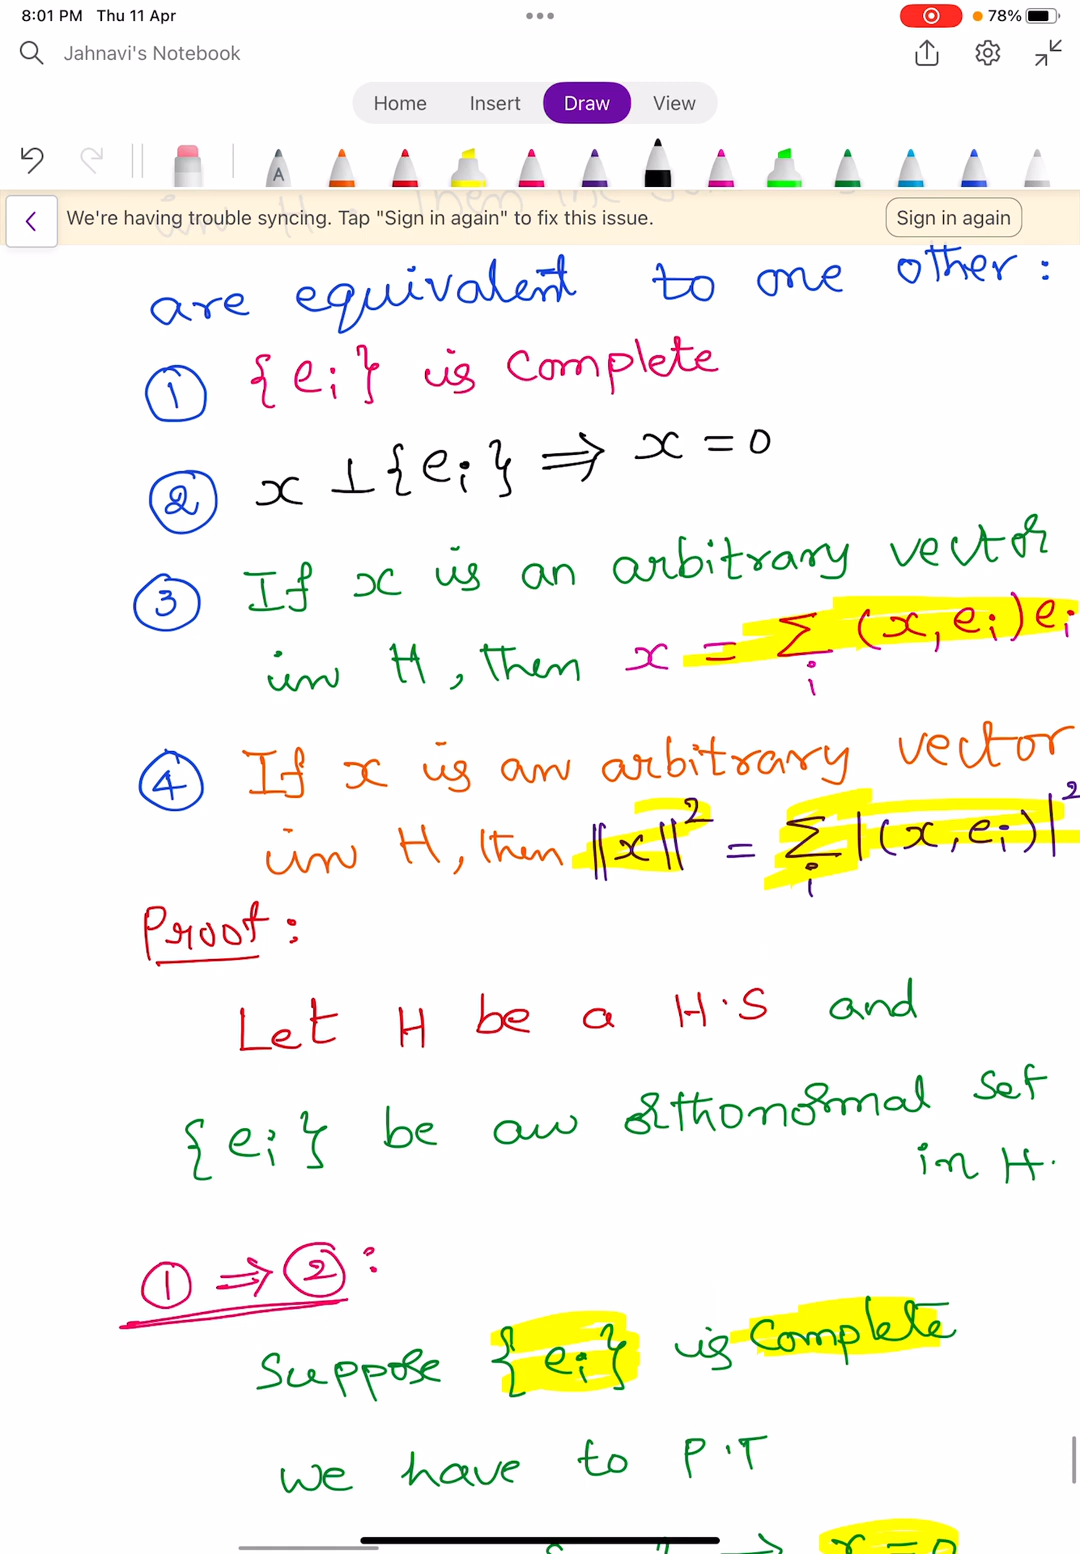 8:01 PM Thu 11 Apr
78%
Jahnavi's Notebook
Home Insert Draw View
A
We're having trouble syncing. Tap "Sign in again" to fix this issue.
Sign in again
are equivalent to one other :
① {eᵢ} is complete
② x ⊥ {eᵢ} ⇒ x = 0
③ If x is an arbitrary vector
in H, then x = Σᵢ (x, eᵢ) eᵢ
④ If x is an arbitrary vector
in H, then ||x||² = Σᵢ |(x, eᵢ)|²
Proof :
Let H be a H.S and
{eᵢ} be an orthonormal set
in H.
① ⇒ ② :
Suppose {eᵢ} is complete
we have to P.T
⇒ x = 0